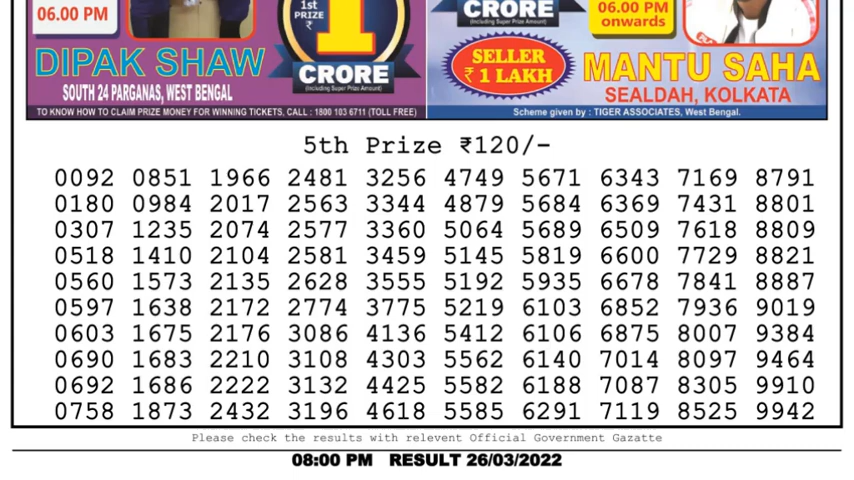 06.00 PM
1st
PRIZE
₹
1
CRORE
(Including Super Prize Amount)
DIPAK SHAW
SOUTH 24 PARGANAS, WEST BENGAL
TO KNOW HOW TO CLAIM PRIZE MONEY FOR WINNING TICKETS, CALL : 1800 103 6711 (TOLL FREE)
CRORE
(Including Super Prize Amount)
06.00 PM
onwards
SELLER
₹ 1 LAKH
MANTU SAHA
SEALDAH, KOLKATA
Scheme given by : TIGER ASSOCIATES, West Bengal.
5th Prize ₹120/-
0092 0851 1966 2481 3256 4749 5671 6343 7169 8791
0180 0984 2017 2563 3344 4879 5684 6369 7431 8801
0307 1235 2074 2577 3360 5064 5689 6509 7618 8809
0518 1410 2104 2581 3459 5145 5819 6600 7729 8821
0560 1573 2135 2628 3555 5192 5935 6678 7841 8887
0597 1638 2172 2774 3775 5219 6103 6852 7936 9019
0603 1675 2176 3086 4136 5412 6106 6875 8007 9384
0690 1683 2210 3108 4303 5562 6140 7014 8097 9464
0692 1686 2222 3132 4425 5582 6188 7087 8305 9910
0758 1873 2432 3196 4618 5585 6291 7119 8525 9942
Please check the results with relevent Official Government Gazatte
08:00 PM RESULT 26/03/2022